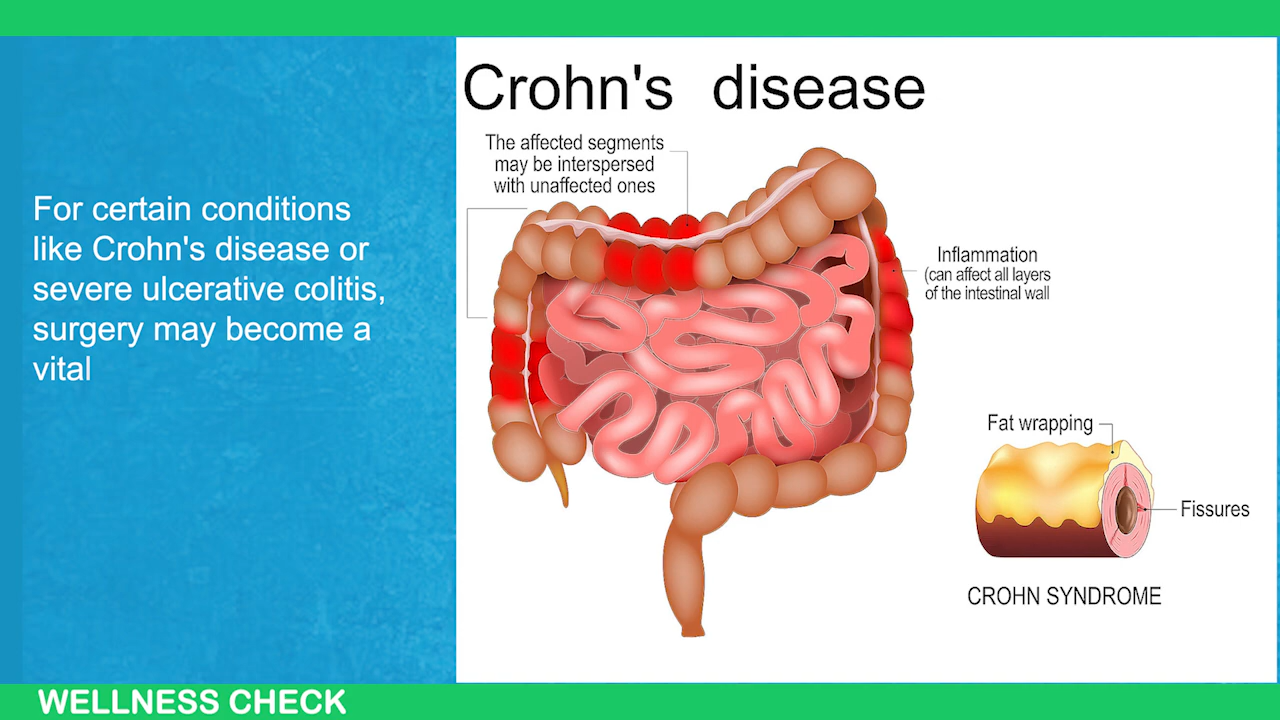 For certain conditions
like Crohn's disease or
severe ulcerative colitis,
surgery may become a
vital
Crohn's disease
The affected segments
may be interspersed
with unaffected ones
Inflammation
(can affect all layers
of the intestinal wall
Fat wrapping
Fissures
CROHN SYNDROME
WELLNESS CHECK